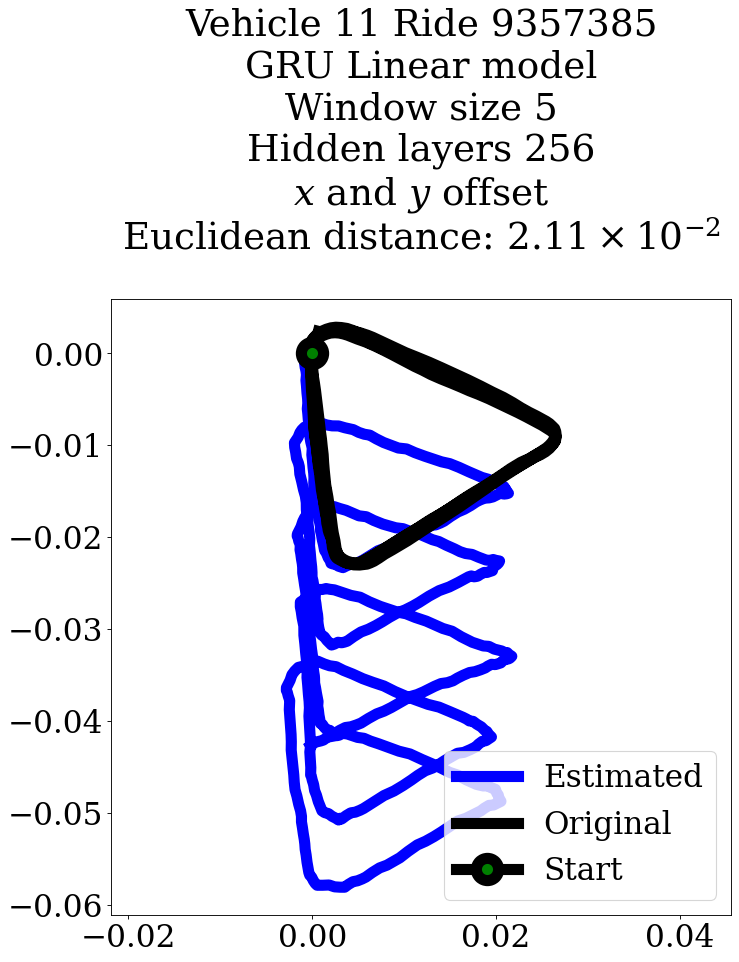 Vehicle 11 Ride 9357385
GRU Linear model
Window size 5
Hidden layers 256
x and y offset
Euclidean distance: 2.11 × 10⁻²
0.00
−0.01
−0.02
−0.03
−0.04
−0.05
−0.06
−0.02 0.00 0.02 0.04
Estimated
Original
Start